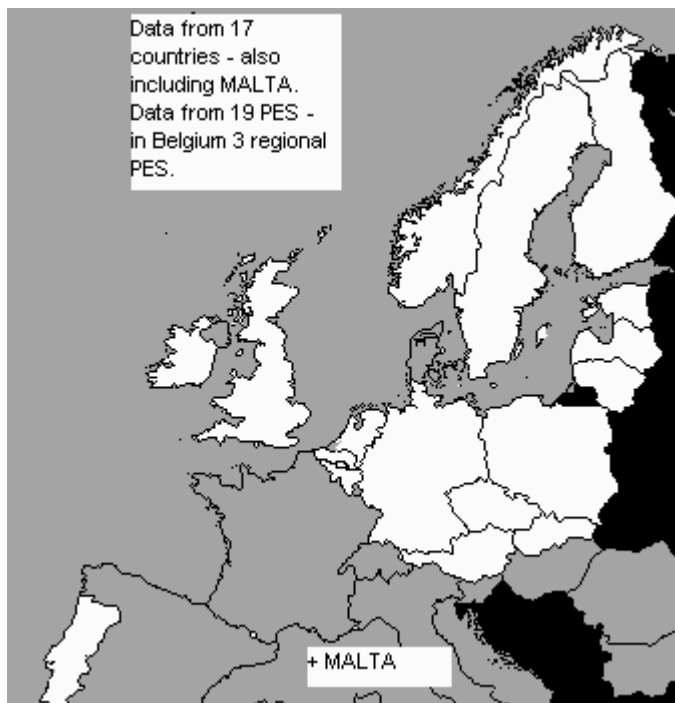 Data from 17
countries - also
including MALTA.
Data from 19 PES -
in Belgium 3 regional
PES.
+ MALTA